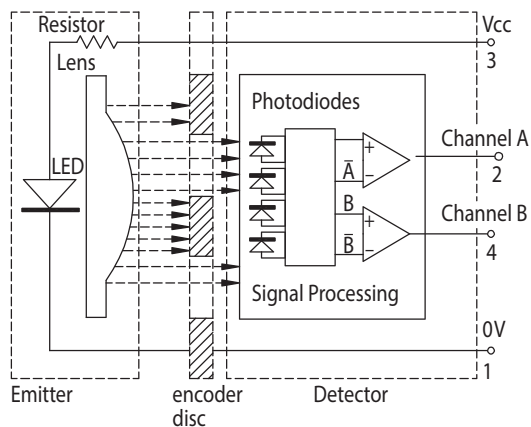 Resistor
Vcc
3
Lens
Photodiodes
LED
+
Ā
−
Channel A
2
B
+
B̄
−
Channel B
4
Signal Processing
0V
1
Emitter
encoder
disc
Detector